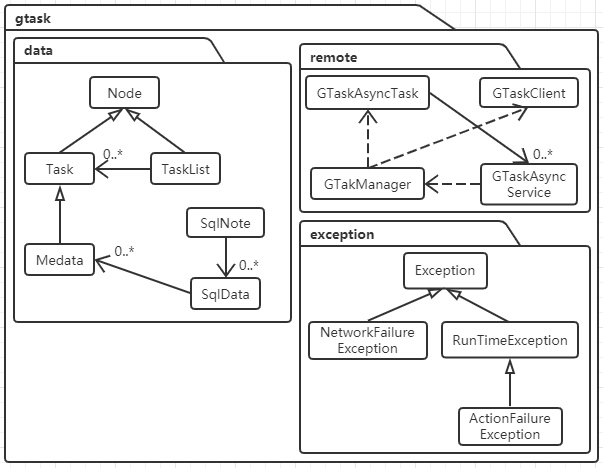 gtask
data
Node
Task
0..*
TaskList
SqlNote
Medata
0..*
0..*
SqlData
remote
GTaskAsyncTask
GTaskClient
0..*
GTakManager
GTaskAsync
Service
exception
Exception
NetworkFailure
Exception
RunTimeException
ActionFailure
Exception